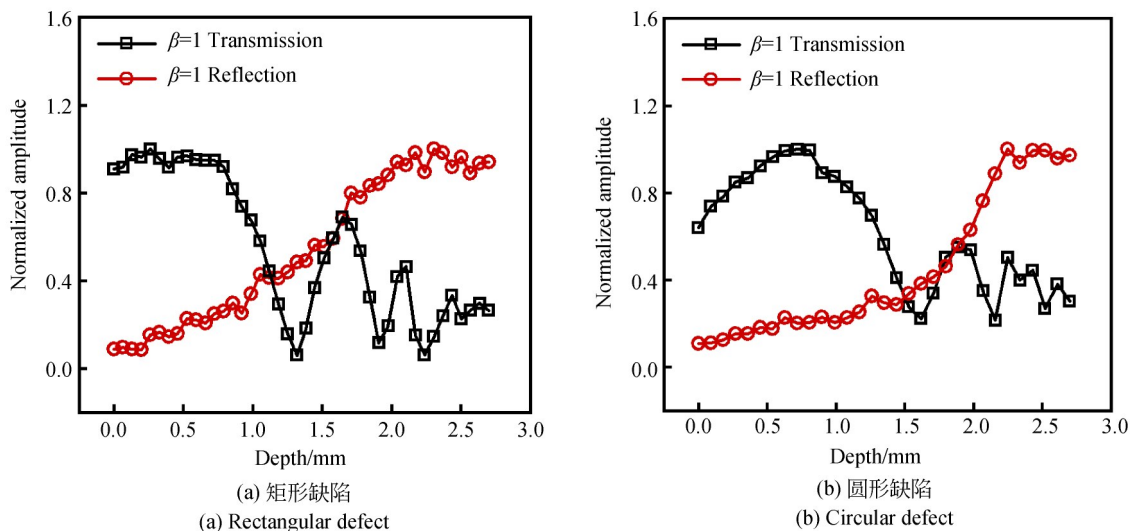 1.6
1.2
0.8
0.4
0.0
Normalized amplitude
β=1 Transmission
β=1 Reflection
0.0 0.5 1.0 1.5 2.0 2.5 3.0
Depth/mm
(a) 矩形缺陷
(a) Rectangular defect
1.6
1.2
0.8
0.4
0.0
Normalized amplitude
β=1 Transmission
β=1 Reflection
0.0 0.5 1.0 1.5 2.0 2.5 3.0
Depth/mm
(b) 圆形缺陷
(b) Circular defect